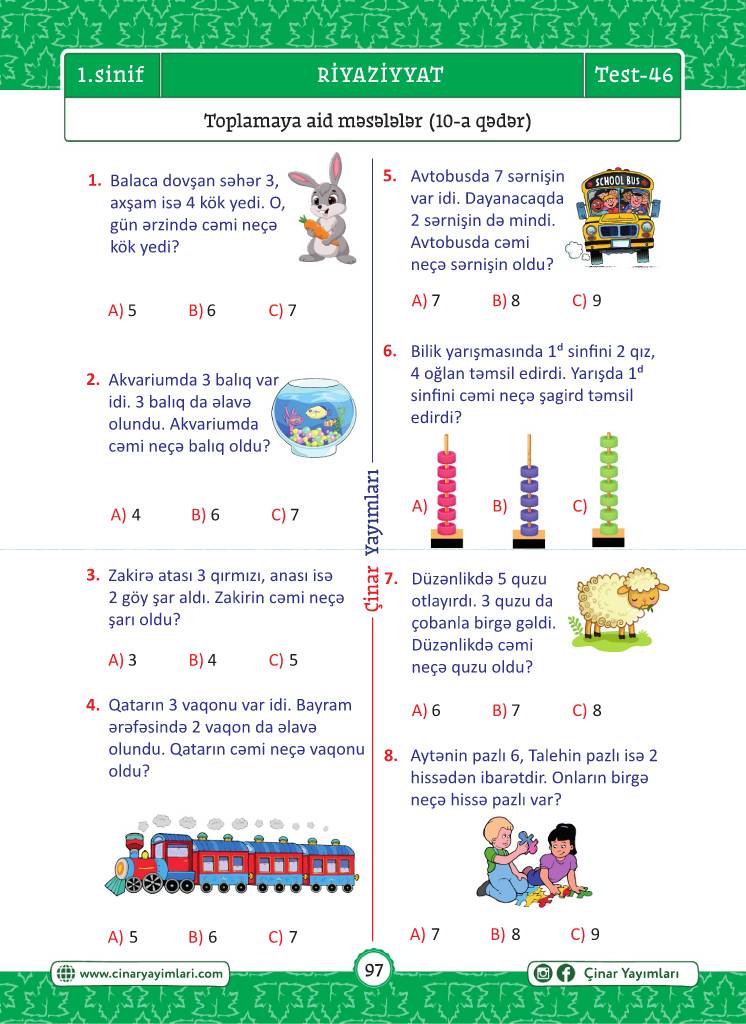 1.sinif
RİYAZİYYAT
Test-46
Toplamaya aid məsələlər (10-a qədər)
1. Balaca dovşan səhər 3,
axşam isə 4 kök yedi. O,
gün ərzində cəmi neçə
kök yedi?
A) 5 B) 6 C) 7
2. Akvariumda 3 balıq var
idi. 3 balıq da əlavə
olundu. Akvariumda
cəmi neçə balıq oldu?
A) 4 B) 6 C) 7
3. Zakirə atası 3 qırmızı, anası isə
2 göy şar aldı. Zakirin cəmi neçə
şarı oldu?
A) 3 B) 4 C) 5
4. Qatarın 3 vaqonu var idi. Bayram
ərəfəsində 2 vaqon da əlavə
olundu. Qatarın cəmi neçə vaqonu
oldu?
A) 5 B) 6 C) 7
Çinar Yayımları
5. Avtobusda 7 sərnişin
var idi. Dayanacaqda
2 sərnişin də mindi.
Avtobusda cəmi
neçə sərnişin oldu?
SCHOOL BUS
A) 7 B) 8 C) 9
6. Bilik yarışmasında 1ᵈ sinfini 2 qız,
4 oğlan təmsil edirdi. Yarışda 1ᵈ
sinfini cəmi neçə şagird təmsil
edirdi?
A) B) C)
7. Düzənlikdə 5 quzu
otlayırdı. 3 quzu da
çobanla birgə gəldi.
Düzənlikdə cəmi
neçə quzu oldu?
A) 6 B) 7 C) 8
8. Aytənin pazlı 6, Talehin pazlı isə 2
hissədən ibarətdir. Onların birgə
neçə hissə pazlı var?
A) 7 B) 8 C) 9
www.cinaryayimlari.com
97
Çinar Yayımları